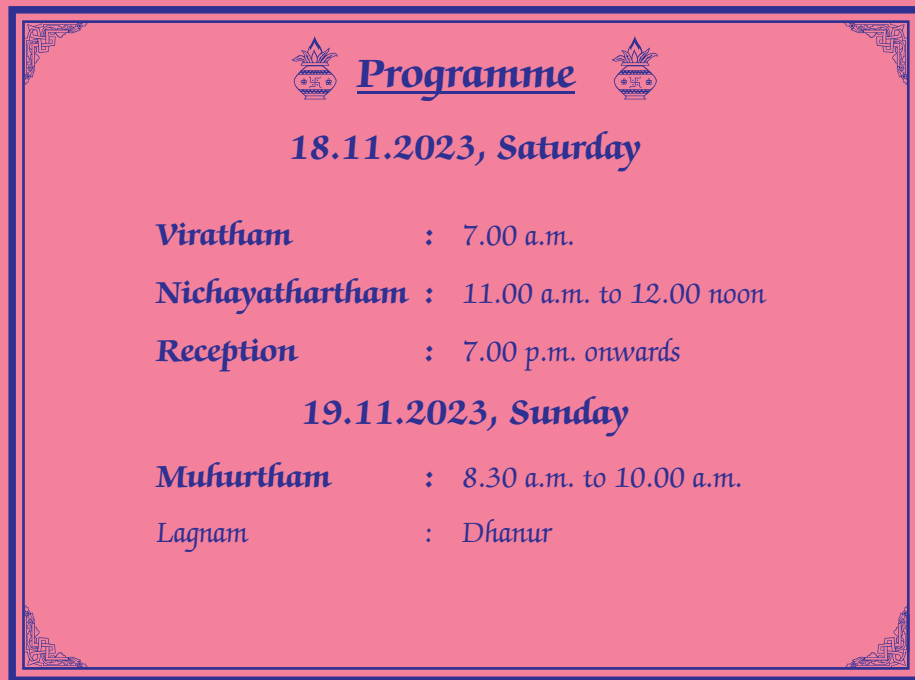 Programme
18.11.2023, Saturday
Viratham : 7.00 a.m.
Nichayathartham : 11.00 a.m. to 12.00 noon
Reception : 7.00 p.m. onwards
19.11.2023, Sunday
Muhurtham : 8.30 a.m. to 10.00 a.m.
Lagnam : Dhanur